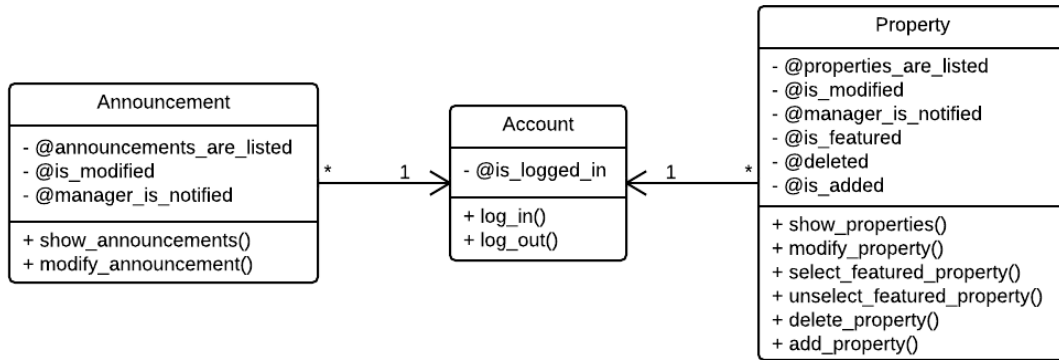 Announcement
- @announcements_are_listed
- @is_modified
- @manager_is_notified
+ show_announcements()
+ modify_announcement()
* 1
Account
- @is_logged_in
+ log_in()
+ log_out()
1 *
Property
- @properties_are_listed
- @is_modified
- @manager_is_notified
- @is_featured
- @deleted
- @is_added
+ show_properties()
+ modify_property()
+ select_featured_property()
+ unselect_featured_property()
+ delete_property()
+ add_property()